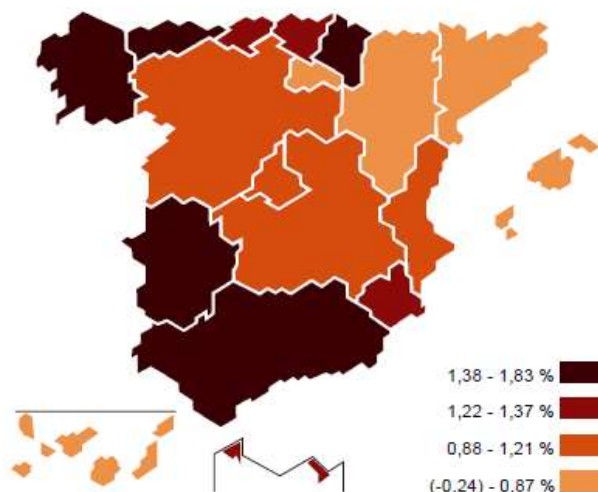 1,38 - 1,83 %
1,22 - 1,37 %
0,88 - 1,21 %
(-0,24) - 0,87 %